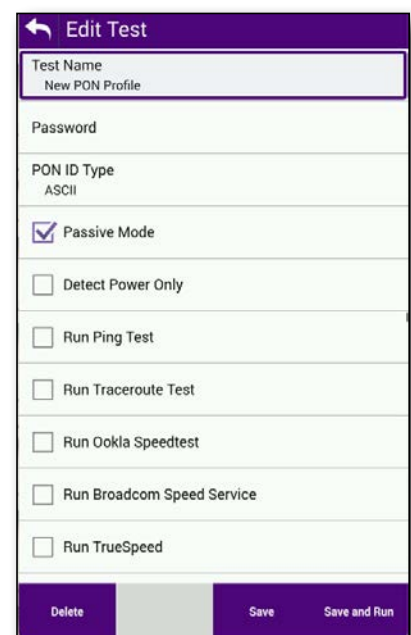 Edit Test
Test Name
New PON Profile
Password
PON ID Type
ASCII
Passive Mode
Detect Power Only
Run Ping Test
Run Traceroute Test
Run Ookla Speedtest
Run Broadcom Speed Service
Run TrueSpeed
Delete
Save
Save and Run